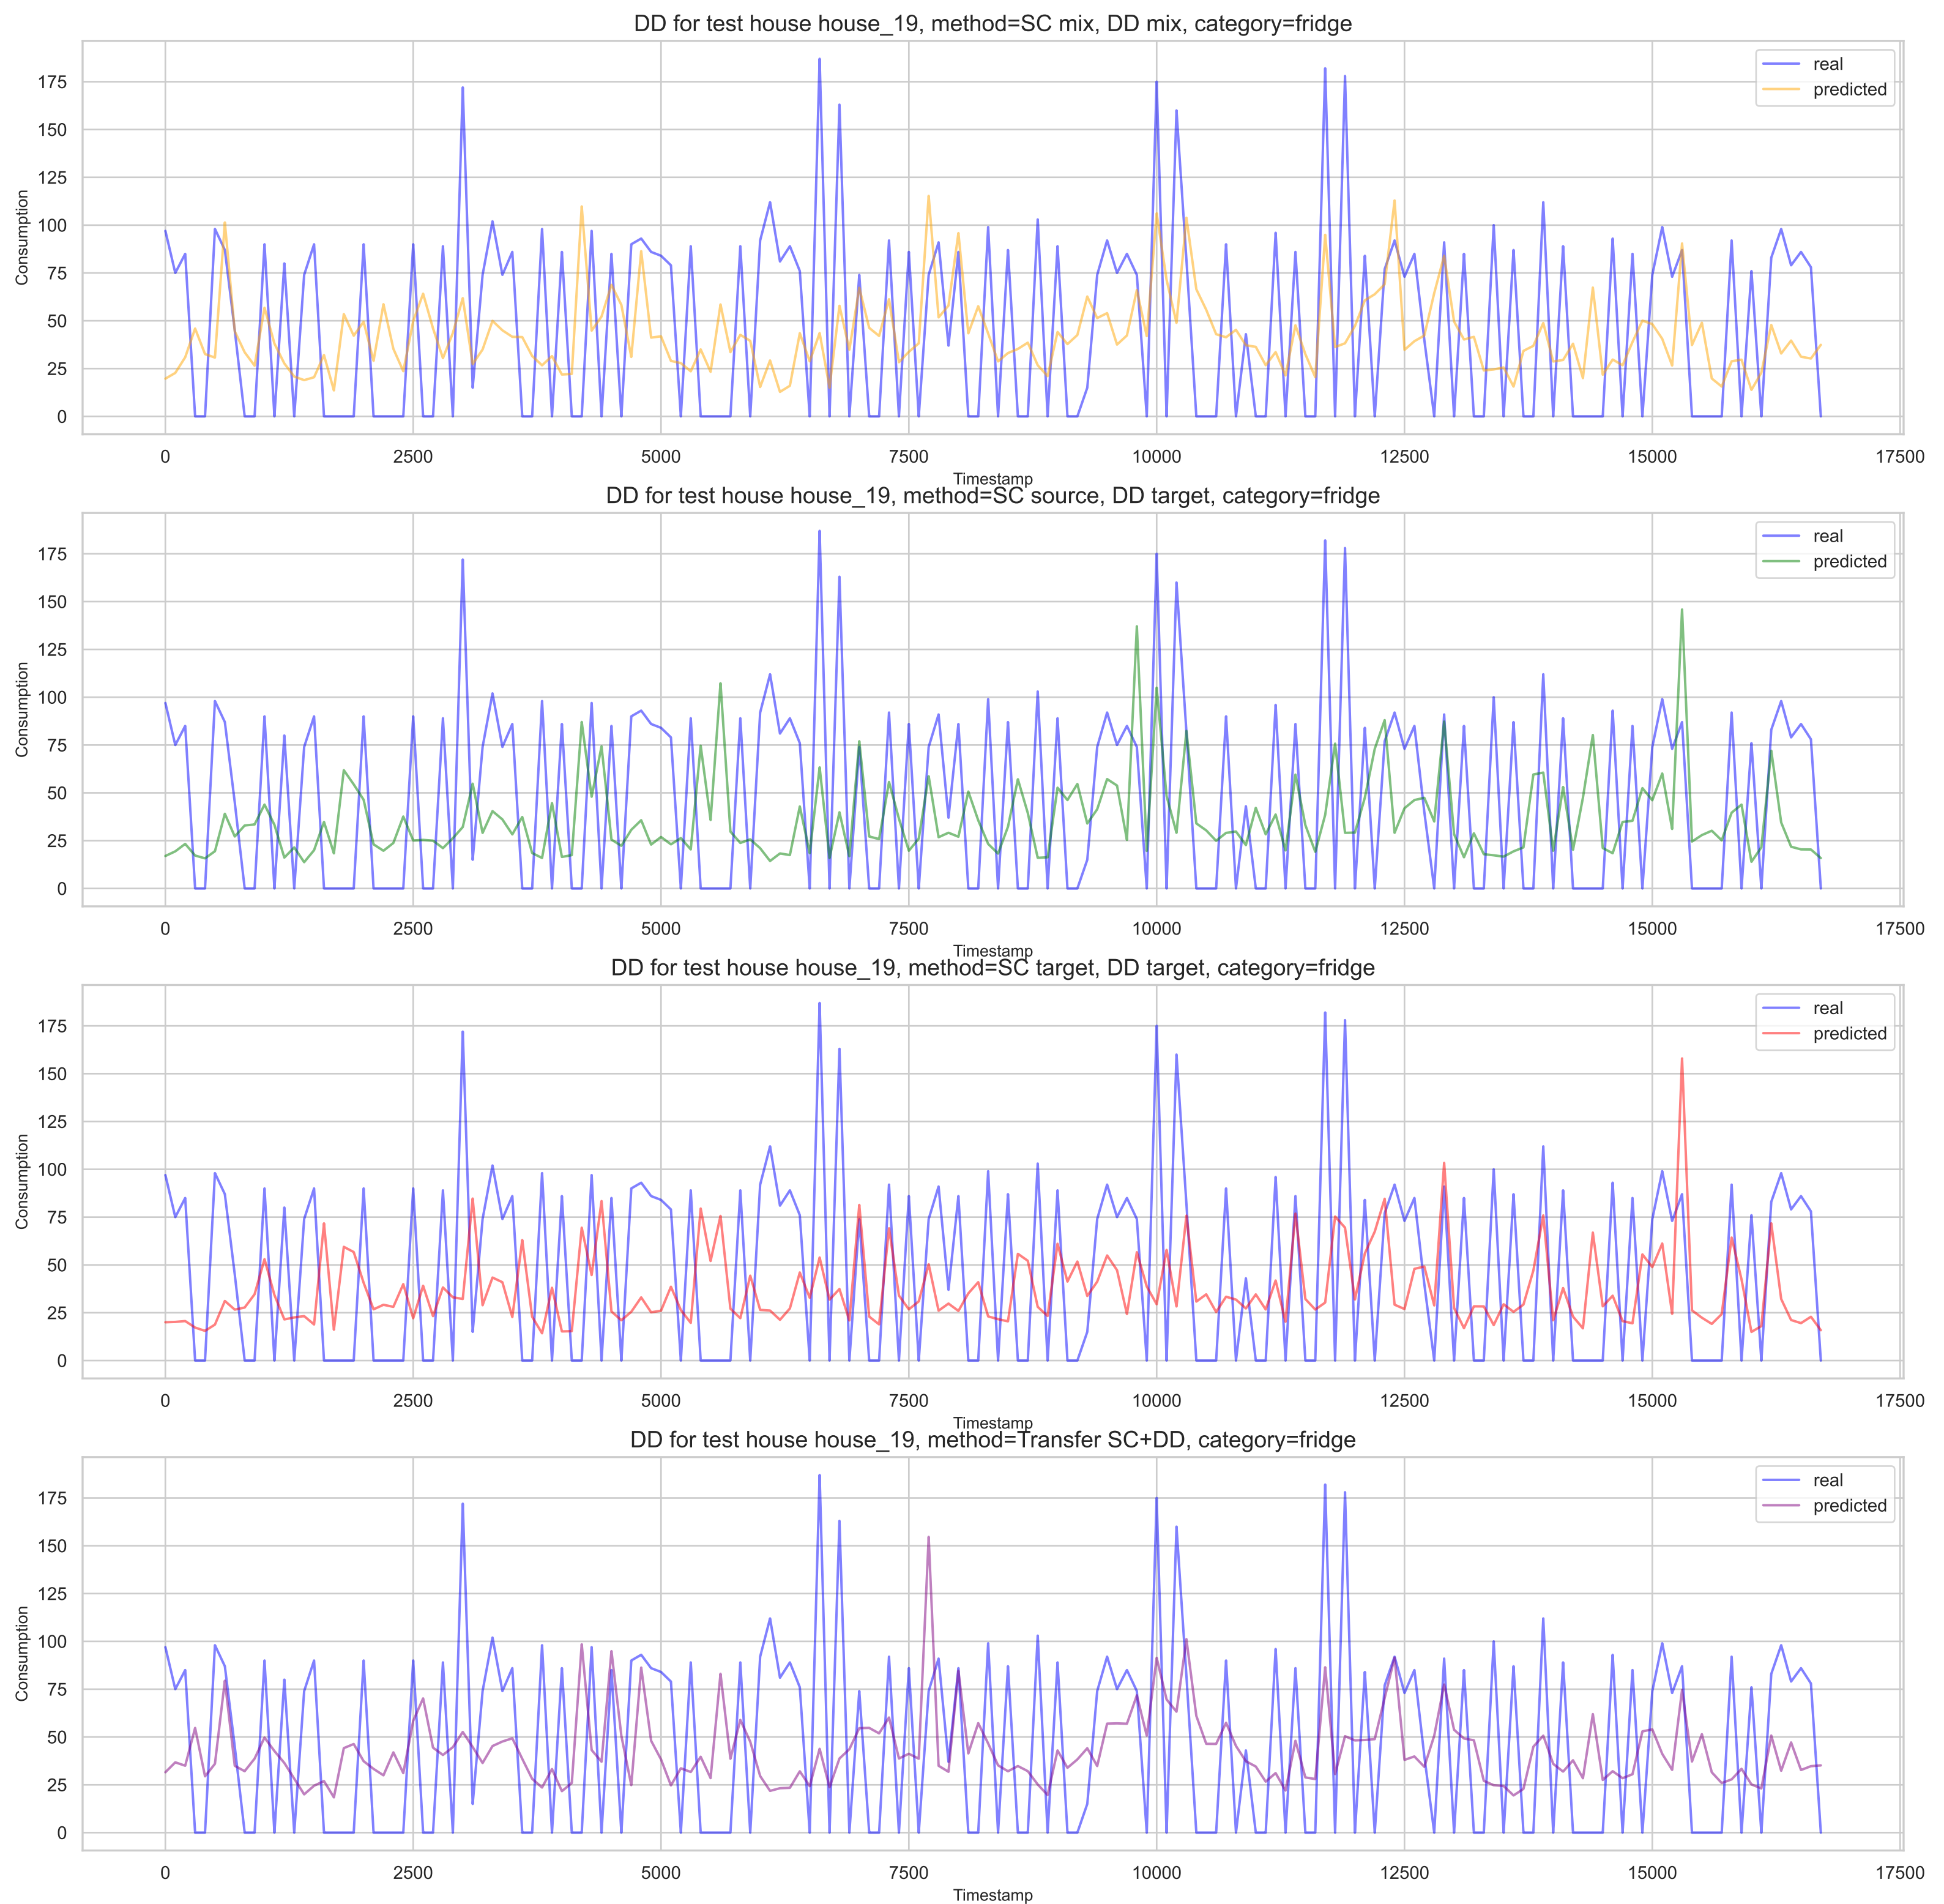 DD for test house house_19, method=SC mix, DD mix, category=fridge
real
predicted
175
150
125
100
75
50
25
0
Consumption
0 2500 5000 7500 10000 12500 15000 17500
Timestamp
DD for test house house_19, method=SC source, DD target, category=fridge
real
predicted
175
150
125
100
75
50
25
0
Consumption
0 2500 5000 7500 10000 12500 15000 17500
Timestamp
DD for test house house_19, method=SC target, DD target, category=fridge
real
predicted
175
150
125
100
75
50
25
0
Consumption
0 2500 5000 7500 10000 12500 15000 17500
Timestamp
DD for test house house_19, method=Transfer SC+DD, category=fridge
real
predicted
175
150
125
100
75
50
25
0
Consumption
0 2500 5000 7500 10000 12500 15000 17500
Timestamp